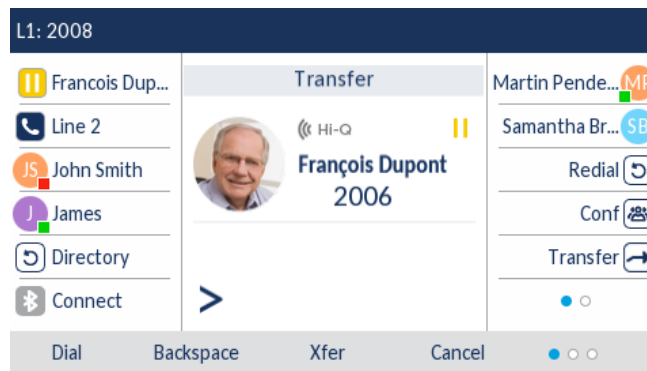 L1: 2008
Francois Dup...
Line 2
JS John Smith
J James
Directory
Connect
Transfer
Hi-Q
François Dupont
2006
>
Martin Pende... MP
Samantha Br... SB
Redial
Conf
Transfer
Dial Backspace Xfer Cancel